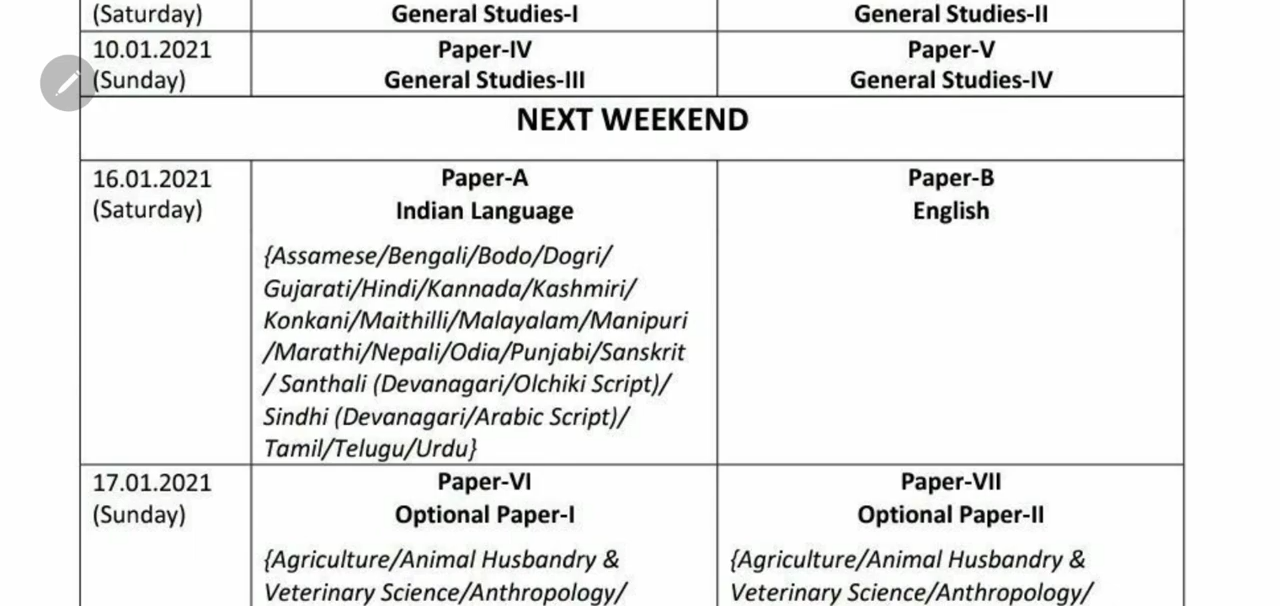 (Saturday)
General Studies-I
General Studies-II
10.01.2021
(Sunday)
Paper-IV
General Studies-III
Paper-V
General Studies-IV
NEXT WEEKEND
16.01.2021
(Saturday)
Paper-A
Indian Language
{Assamese/Bengali/Bodo/Dogri/
Gujarati/Hindi/Kannada/Kashmiri/
Konkani/Maithilli/Malayalam/Manipuri
/Marathi/Nepali/Odia/Punjabi/Sanskrit
/ Santhali (Devanagari/Olchiki Script)/
Sindhi (Devanagari/Arabic Script)/
Tamil/Telugu/Urdu}
Paper-B
English
17.01.2021
(Sunday)
Paper-VI
Optional Paper-I
{Agriculture/Animal Husbandry &
Veterinary Science/Anthropology/
Paper-VII
Optional Paper-II
{Agriculture/Animal Husbandry &
Veterinary Science/Anthropology/